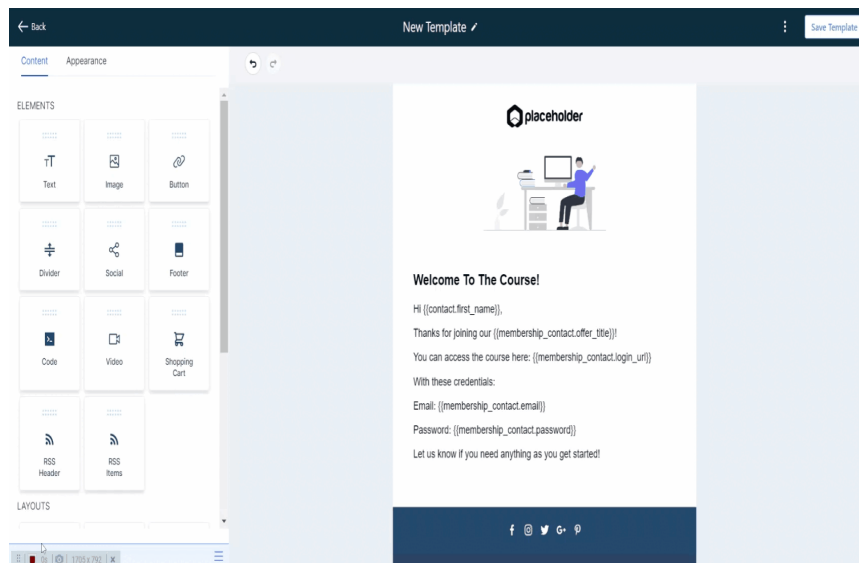 Back
New Template
Save Template
Content Appearance
ELEMENTS
Text Image Button
Divider Social Footer
Code Video Shopping
Cart
RSS RSS
Header Items
LAYOUTS
placeholder
Welcome To The Course!
Hi {{contact.first_name}},
Thanks for joining our {{membership_contact.offer_title}}!
You can access the course here: {{membership_contact.login_url}}
With these credentials:
Email: {{membership_contact.email}}
Password: {{membership_contact.password}}
Let us know if you need anything as you get started!